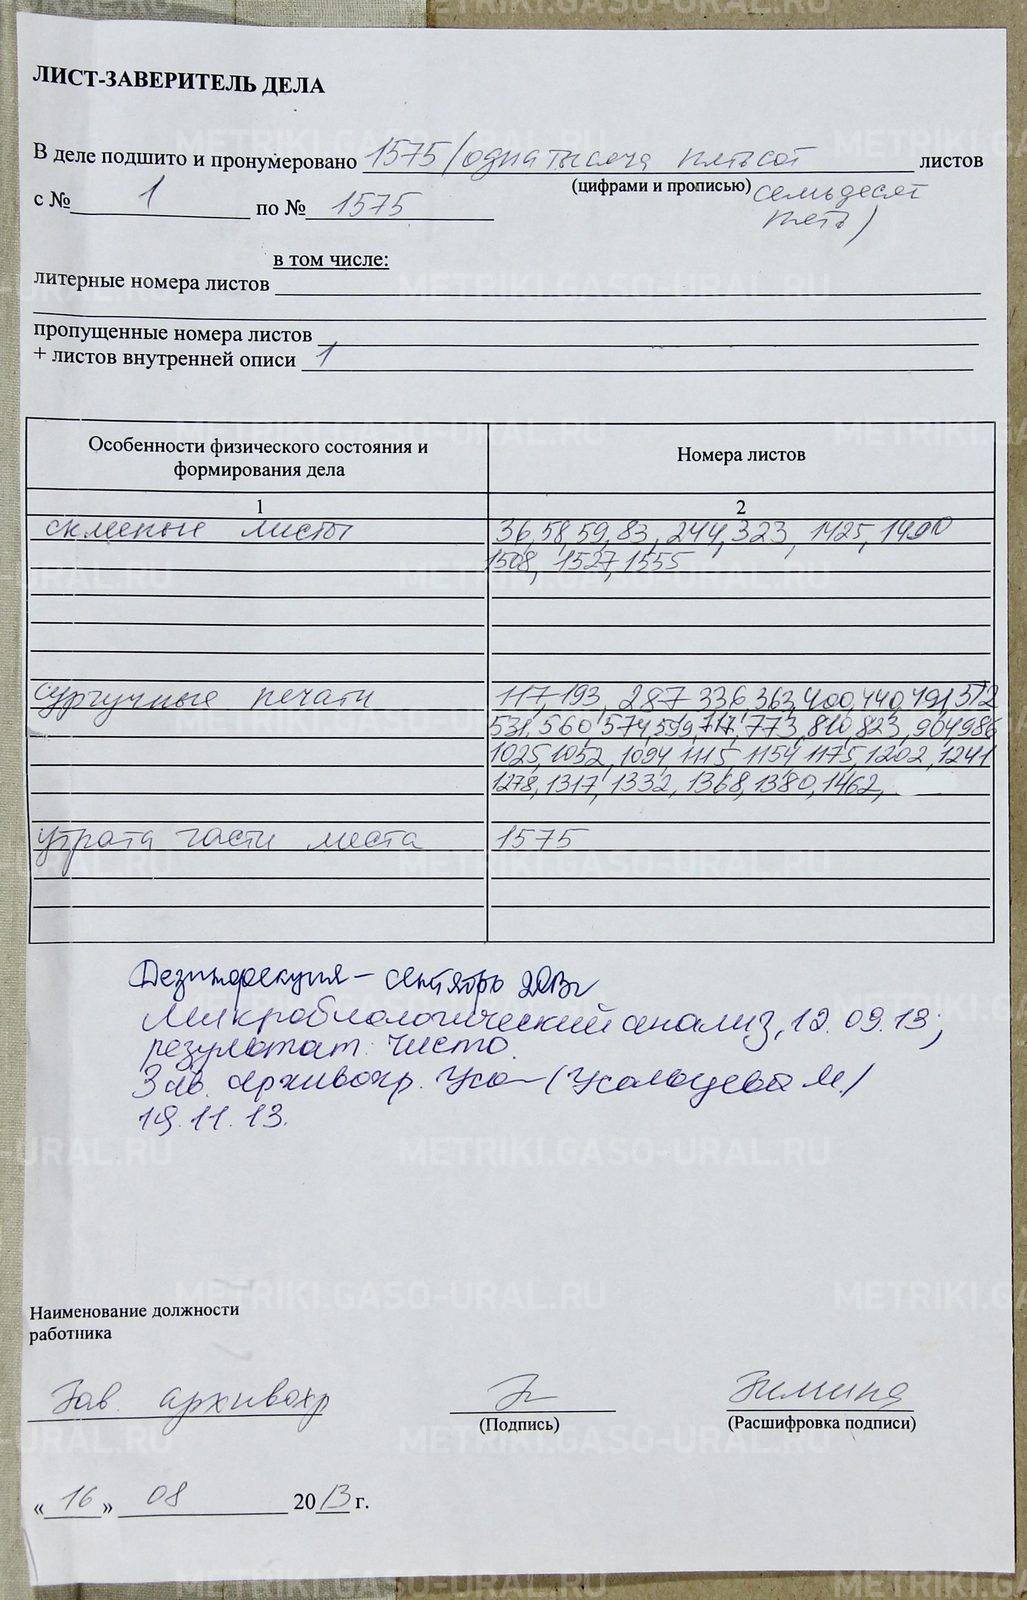 ЛИСТ-ЗАВЕРИТЕЛЬ ДЕЛА
В деле подшито и пронумеровано 1575 (одна тысяча пятьсот листов
(цифрами и прописью) семьдесят
с № 1 по № 1575 пять)
в том числе:
литерные номера листов
пропущенные номера листов
+ листов внутренней описи 1
Особенности физического состояния и формирования дела
Номера листов
1 2
склееные листы 36, 58, 59, 83, 244, 323, 1425, 1490
1508, 1527, 1555
сургучные печати 117, 193, 287 336, 363, 400, 440, 491, 512
531, 560 574, 599, 717, 773, 810, 823, 904, 986
1025, 1052, 1094, 1115, 1154 1175, 1202, 1241
1278, 1317, 1332, 1368, 1380, 1462,
утрата части листа 1575
Дезинфекция – сентябрь 2013г
Микробиологический анализ, 12.09.13;
результат: чисто.
Зав. архивохр. (Усольцева М)
19.11.13.
Наименование должности
работника
Зав. архивохр Зимина
(Подпись) (Расшифровка подписи)
«16» 08 2013 г.
METRIKI.GASO-URAL.RU